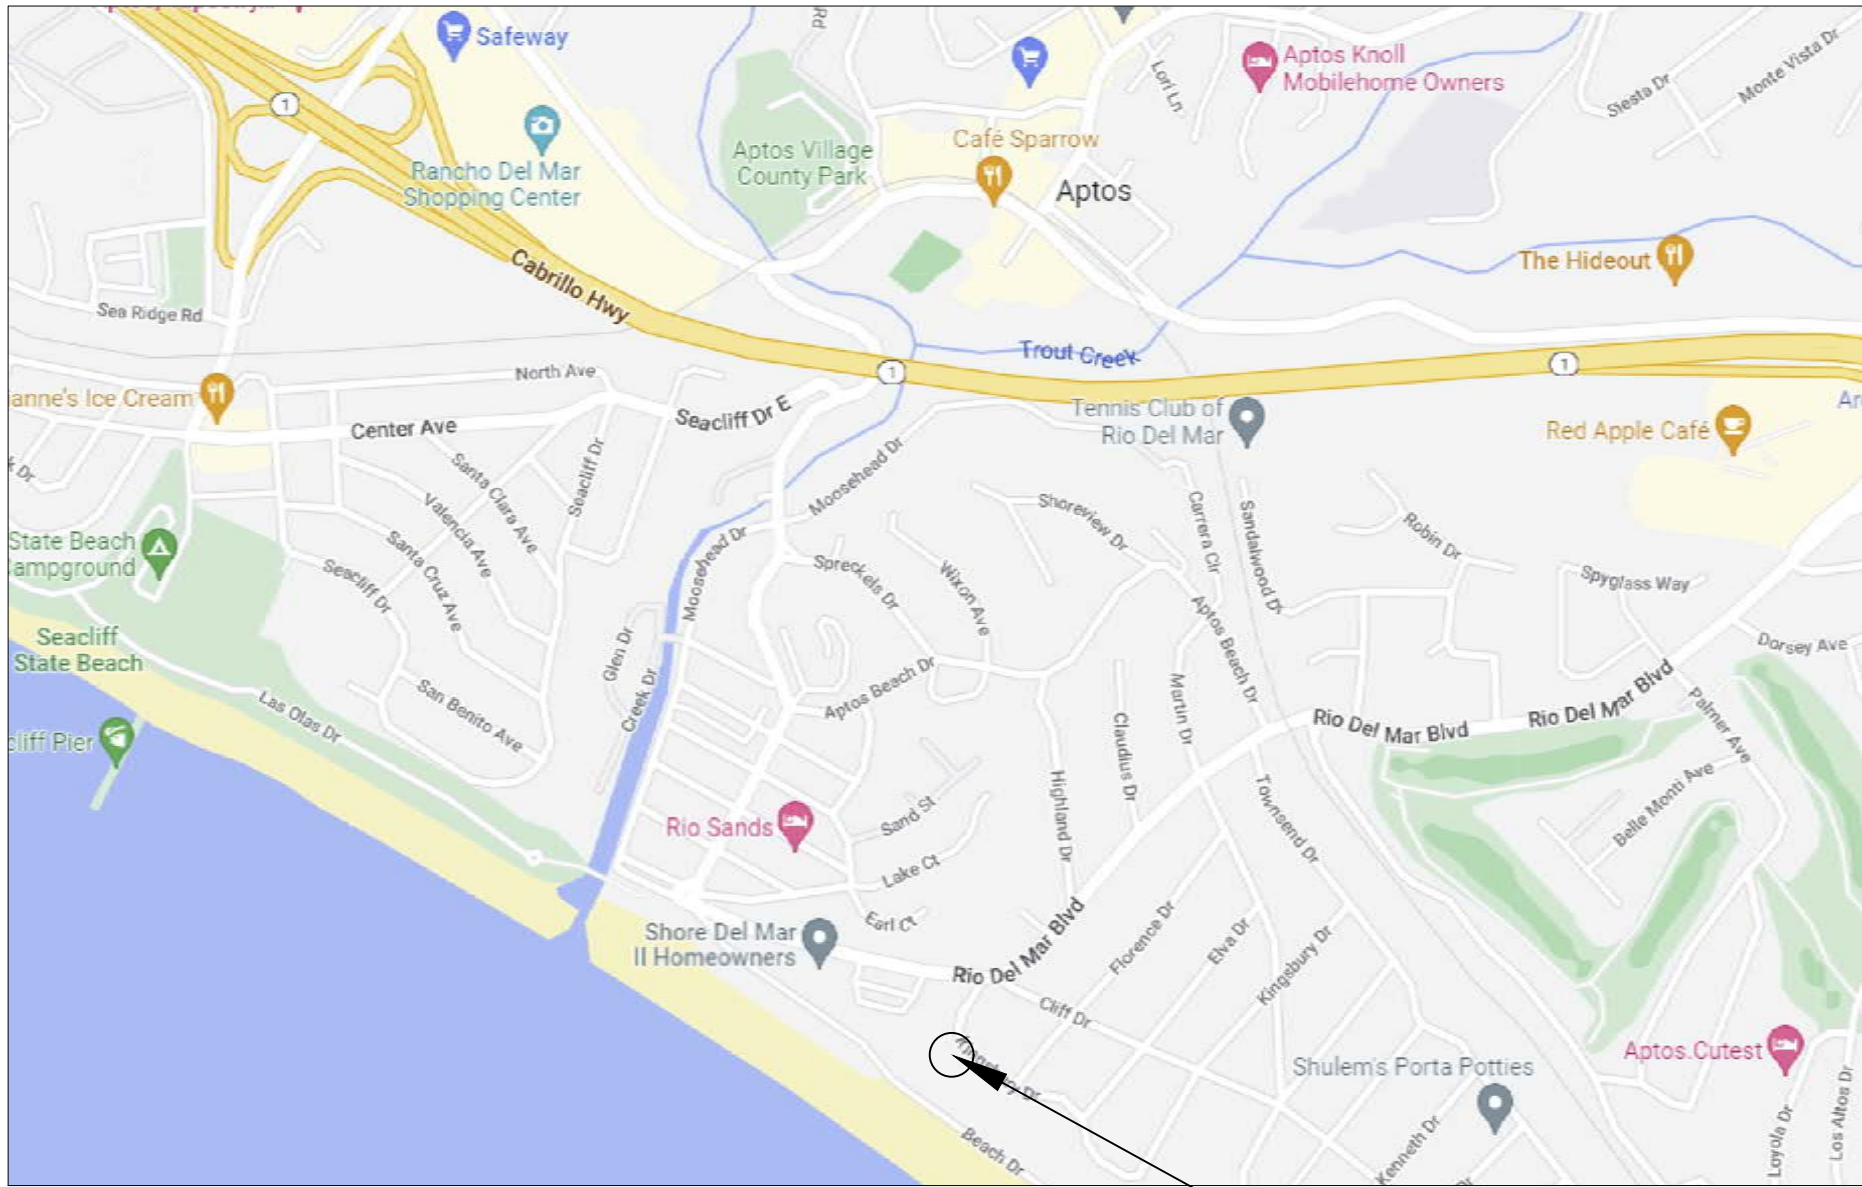 Safeway
Rd
Lori Ln
Aptos Knoll
Mobilehome Owners
Siesta Dr
Monte Vista Dr
1
Rancho Del Mar
Shopping Center
Aptos Village
County Park
Café Sparrow
Aptos
The Hideout
Cabrillo Hwy
Sea Ridge Rd
Trout Creek
1
1
North Ave
anne's Ice Cream
Center Ave
Seacliff Dr E
Tennis Club of
Rio Del Mar
Red Apple Café
Ar
k Dr
Santa Clara Ave
Seacliff Dr
Moosehead Dr
Valencia Ave
Shoreview Dr
Carrera Cir
Sandalwood Dr
Robin Dr
State Beach
Campground
Santa Cruz Ave
Seacliff Dr
Moosehead Dr
Spreckels Dr
Wixon Ave
Spyglass Way
Aptos Beach Dr
Seacliff
State Beach
Glen Dr
Dorsey Ave
Creek Dr
Aptos Beach Dr
Martin Dr
Las Olas Dr
San Benito Ave
Claudius Dr
Rio Del Mar Blvd
Rio Del Mar Blvd
Palmer Ave
cliff Pier
Highland Dr
Townsend Dr
Belle Monti Ave
Rio Sands
Sand St
Lake Ct
Earl Ct
Shore Del Mar
II Homeowners
Rio Del Mar Blvd
Florence Dr
Elva Dr
Kingsbury Dr
Cliff Dr
Shulem's Porta Potties
Aptos.Cutest
Beach Dr
Kenneth Dr
Loyola Dr
Los Altos Dr